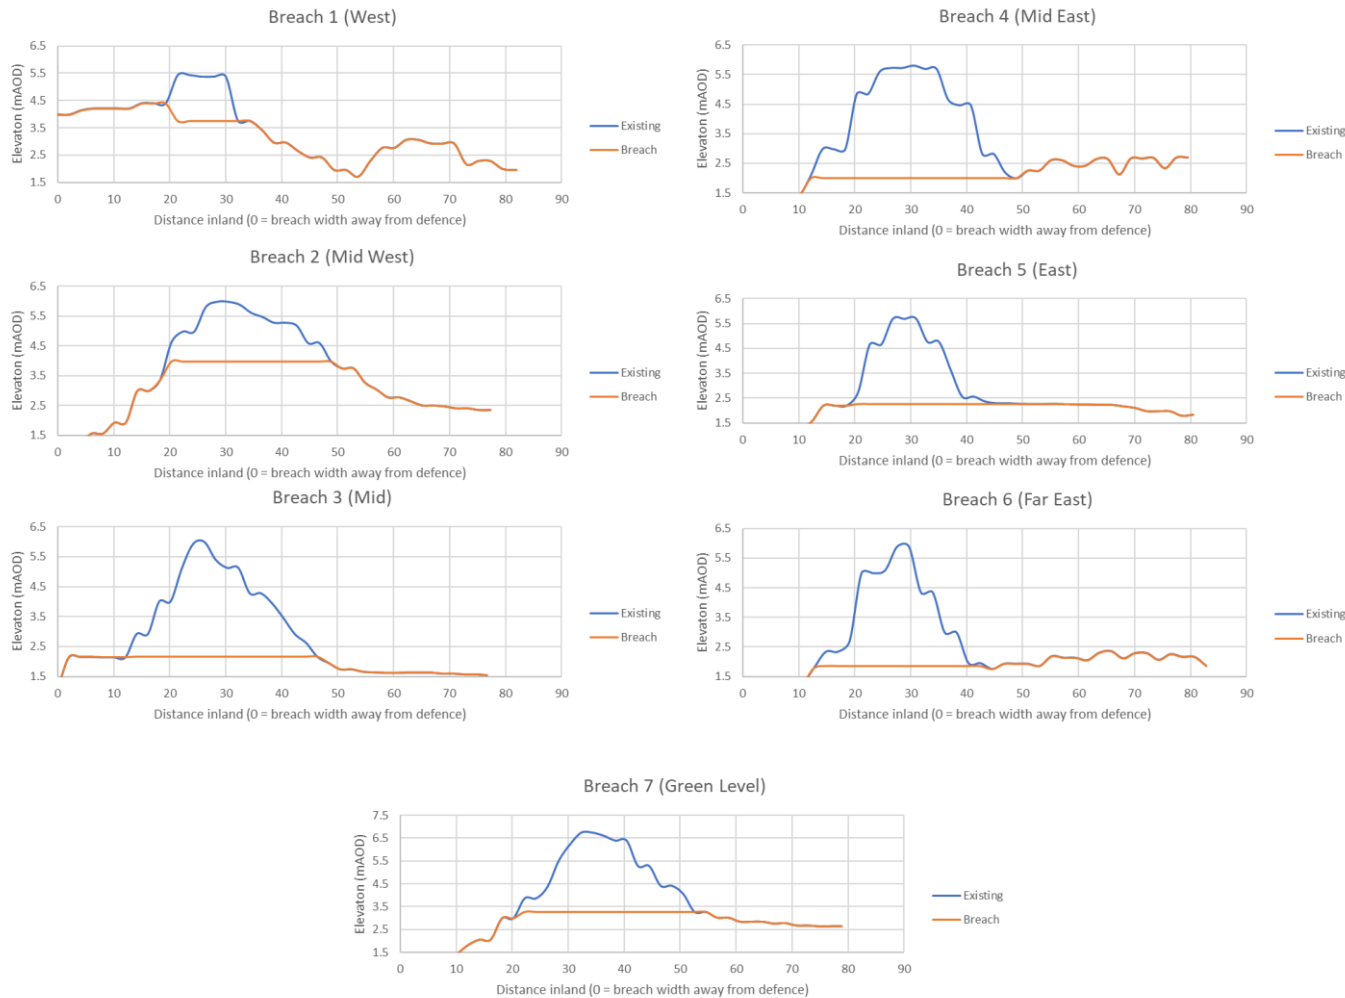 Breach 1 (West)
Elevaton (mAOD)
6.5
5.5
4.5
3.5
2.5
1.5
0 10 20 30 40 50 60 70 80 90
Distance inland (0 = breach width away from defence)
Existing
Breach
Breach 4 (Mid East)
Elevaton (mAOD)
6.5
5.5
4.5
3.5
2.5
1.5
0 10 20 30 40 50 60 70 80 90
Distance inland (0 = breach width away from defence)
Existing
Breach
Breach 2 (Mid West)
Elevaton (mAOD)
6.5
5.5
4.5
3.5
2.5
1.5
0 10 20 30 40 50 60 70 80 90
Distance inland (0 = breach width away from defence)
Existing
Breach
Breach 5 (East)
Elevaton (mAOD)
6.5
5.5
4.5
3.5
2.5
1.5
0 10 20 30 40 50 60 70 80 90
Distance inland (0 = breach width away from defence)
Existing
Breach
Breach 3 (Mid)
Elevaton (mAOD)
6.5
5.5
4.5
3.5
2.5
1.5
0 10 20 30 40 50 60 70 80 90
Distance inland (0 = breach width away from defence)
Existing
Breach
Breach 6 (Far East)
Elevaton (mAOD)
6.5
5.5
4.5
3.5
2.5
1.5
0 10 20 30 40 50 60 70 80 90
Distance inland (0 = breach width away from defence)
Existing
Breach
Breach 7 (Green Level)
Elevaton (mAOD)
7.5
6.5
5.5
4.5
3.5
2.5
1.5
0 10 20 30 40 50 60 70 80 90
Distance inland (0 = breach width away from defence)
Existing
Breach